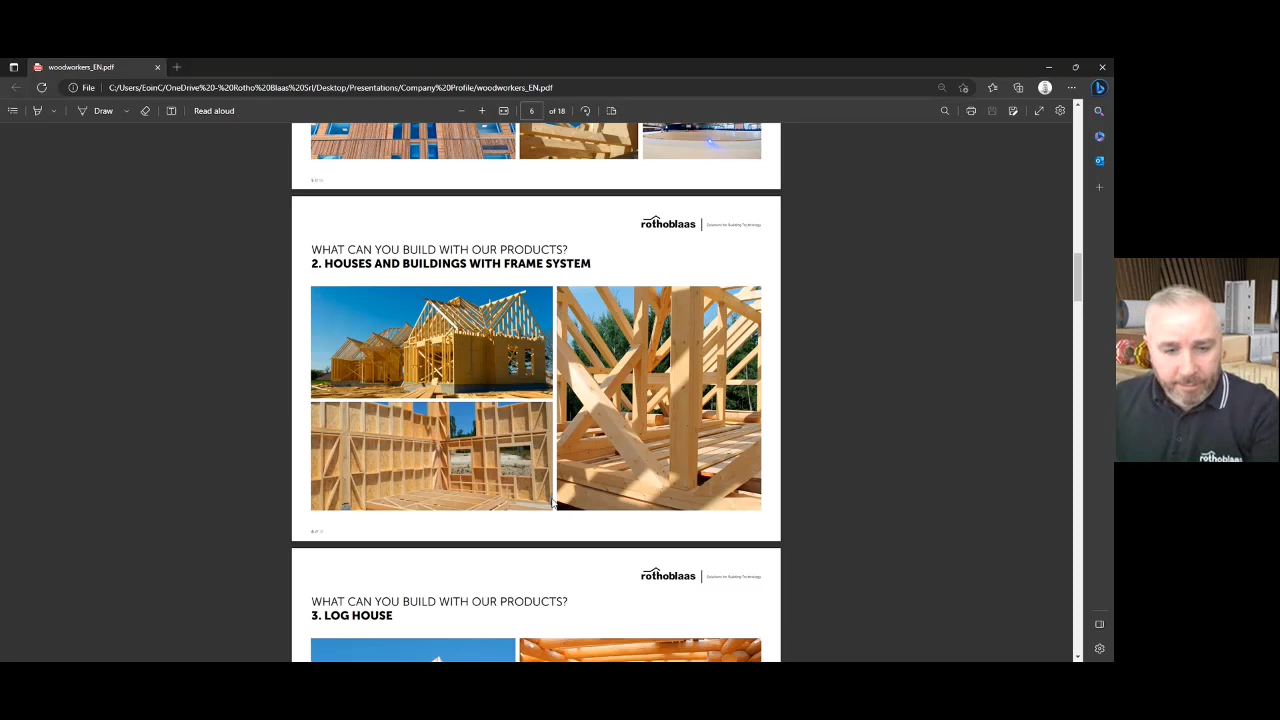 woodworkers_EN.pdf
File
C:/Users/EoinC/OneDrive%20-%20Rotho%20Blaas%20Srl/Desktop/Presentations/Company%20Profile/woodworkers_EN.pdf
Draw
Read aloud
6
of 18
rothoblaas
Solutions for Building Technology
WHAT CAN YOU BUILD WITH OUR PRODUCTS?
2. HOUSES AND BUILDINGS WITH FRAME SYSTEM
rothoblaas
rothoblaas
Solutions for Building Technology
WHAT CAN YOU BUILD WITH OUR PRODUCTS?
3. LOG HOUSE